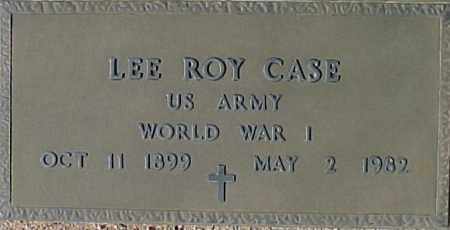 LEE ROY CASE
US ARMY
WORLD WAR I
OCT 11 1899 MAY 2 1982